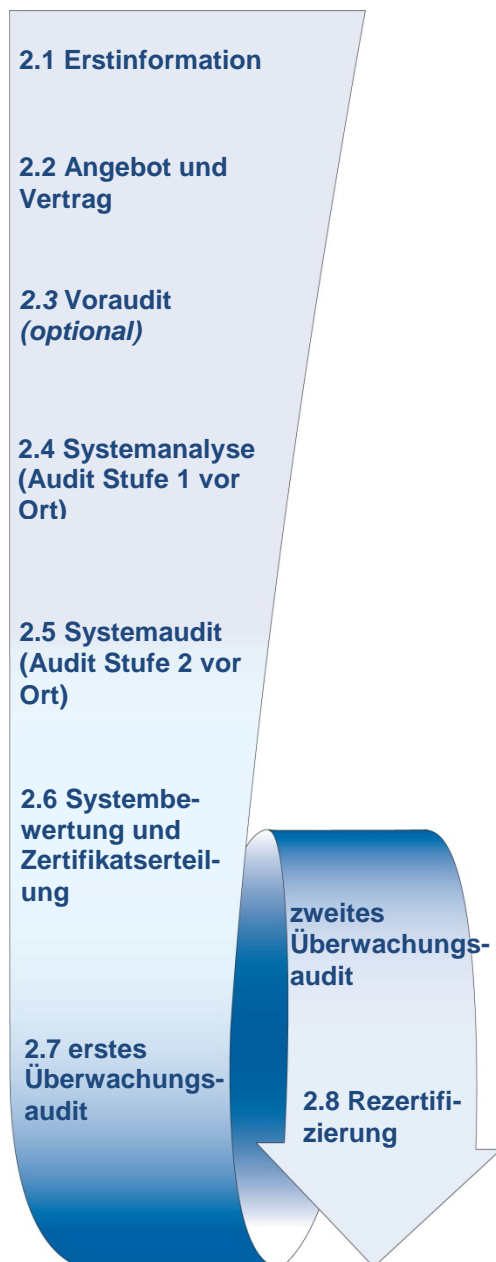 2.1 Erstinformation
2.2 Angebot und
Vertrag
2.3 Voraudit
(optional)
2.4 Systemanalyse
(Audit Stufe 1 vor
Ort)
2.5 Systemaudit
(Audit Stufe 2 vor
Ort)
2.6 Systembe-
wertung und
Zertifikatserteil-
ung
2.7 erstes
Überwachungs-
audit
zweites
Überwachungs-
audit
2.8 Rezertifi-
zierung